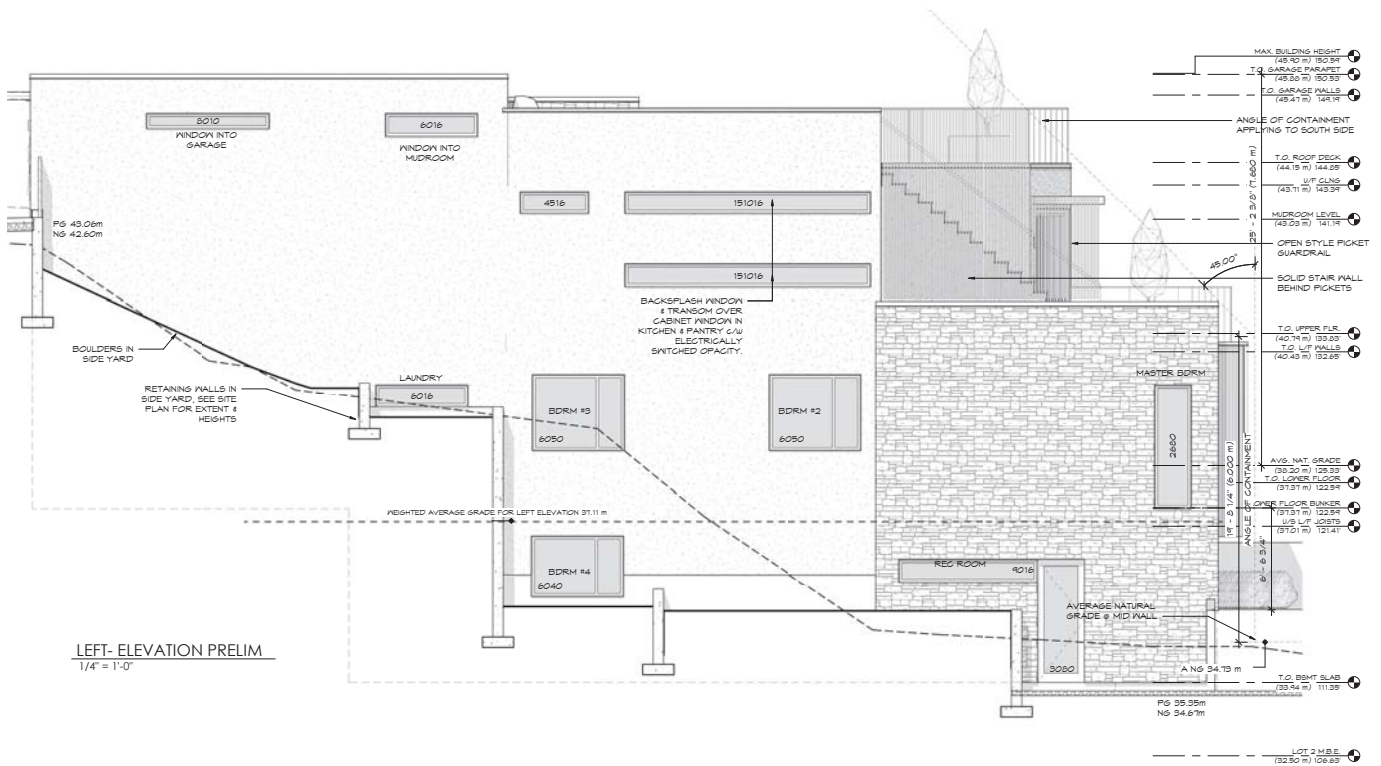 MAX. BUILDING HEIGHT
(45.90 m) 150.59'
T.O. GARAGE PARAPET
(45.88 m) 150.53'
T.O. GARAGE WALLS
(45.47 m) 149.19'
ANGLE OF CONTAINMENT
APPLYING TO SOUTH SIDE
T.O. ROOF DECK
(44.15 m) 144.85'
U/F CLNG
(43.71 m) 143.39'
MUDROOM LEVEL
(43.03 m) 141.19'
25' - 2 3/8" (7.680 m)
OPEN STYLE PICKET
GUARDRAIL
45.00°
SOLID STAIR WALL
BEHIND PICKETS
T.O. UPPER FLR.
(40.79 m) 133.83'
T.O. L/F WALLS
(40.43 m) 132.65'
8010
WINDOW INTO
GARAGE
6016
WINDOW INTO
MUDROOM
4516
151016
151016
PG 43.06m
NG 42.60m
BACKSPLASH WINDOW
& TRANSOM OVER
CABINET WINDOW IN
KITCHEN & PANTRY C/W
ELECTRICALLY
SWITCHED OPACITY.
BOULDERS IN
SIDE YARD
RETAINING WALLS IN
SIDE YARD, SEE SITE
PLAN FOR EXTENT &
HEIGHTS
LAUNDRY
6016
BDRM #3
6050
BDRM #2
6050
MASTER BDRM
2680
19' - 8 1/4" (6.000 m)
ANGLE OF CONTAINMENT
AVG. NAT. GRADE
(38.20 m) 125.33'
T.O. LOWER FLOOR
(37.37 m) 122.59'
OWER FLOOR BUNKER
(37.37 m) 122.59'
U/S L/F JOISTS
(37.01 m) 121.41'
6' - 6 3/4"
WEIGHTED AVERAGE GRADE FOR LEFT ELEVATION 37.11 m
BDRM #4
6040
REC ROOM
9016
AVERAGE NATURAL
GRADE @ MID WALL
3080
A NG 34.73 m
T.O. BSMT SLAB
(33.94 m) 111.35'
PG 35.35m
NG 34.67m
LOT 2 M.B.E.
(32.50 m) 106.63'
LEFT- ELEVATION PRELIM
1/4" = 1'-0"